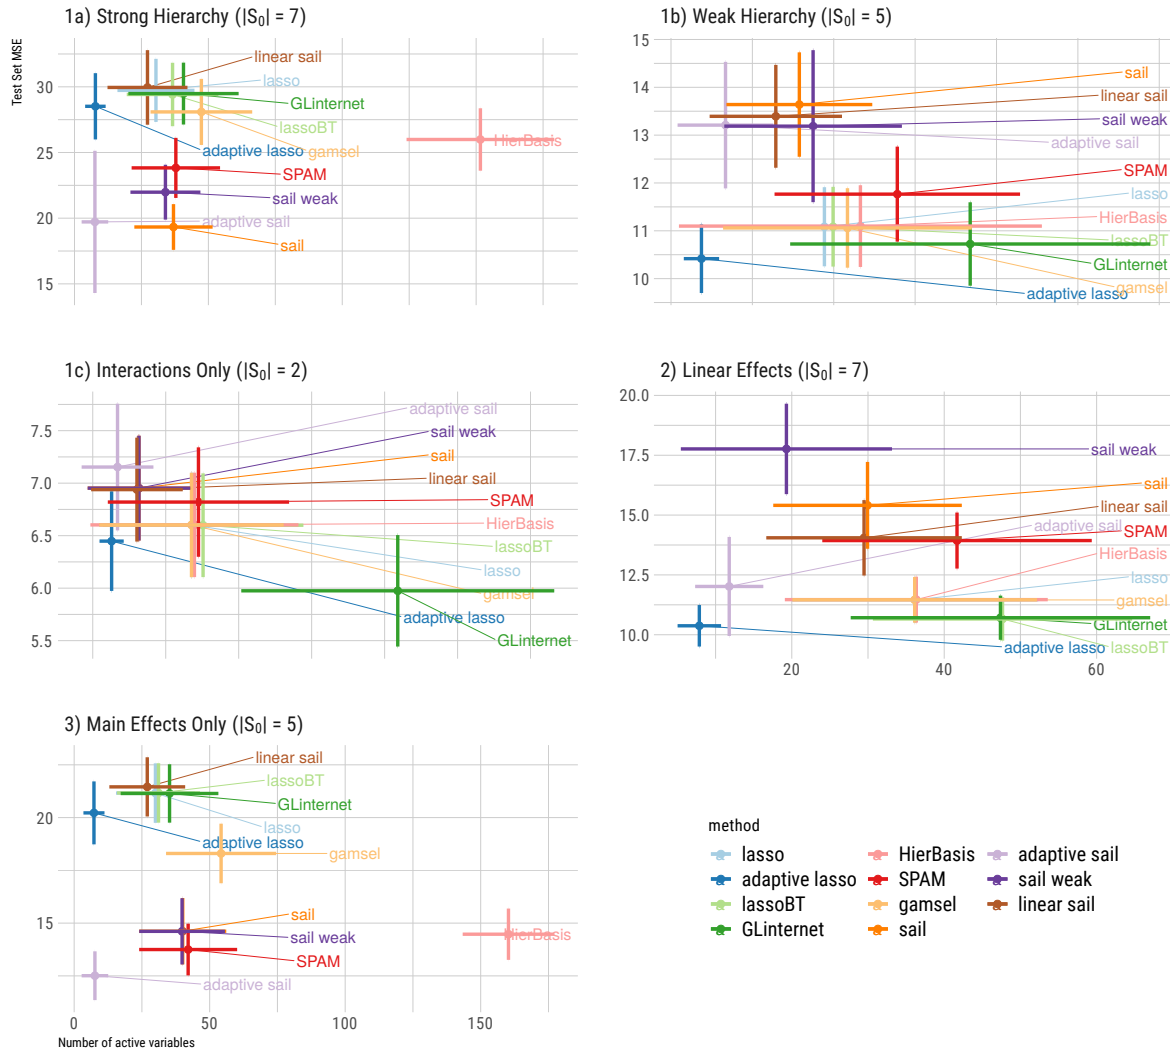 1a) Strong Hierarchy (|S₀| = 7)
Test Set MSE
30
25
20
15
linear sail
lasso
GLinternet
lassoBT
adaptive lasso
gamsel
HierBasis
SPAM
sail weak
adaptive sail
sail
1b) Weak Hierarchy (|S₀| = 5)
15
14
13
12
11
10
sail
linear sail
sail weak
adaptive sail
SPAM
lasso
HierBasis
lassoBT
GLinternet
gamsel
adaptive lasso
1c) Interactions Only (|S₀| = 2)
7.5
7.0
6.5
6.0
5.5
adaptive sail
sail weak
sail
linear sail
SPAM
HierBasis
lassoBT
lasso
gamsel
adaptive lasso
GLinternet
2) Linear Effects (|S₀| = 7)
20.0
17.5
15.0
12.5
10.0
sail weak
sail
linear sail
adaptive sail
SPAM
HierBasis
lasso
gamsel
GLinternet
adaptive lasso
lassoBT
20
40
60
3) Main Effects Only (|S₀| = 5)
20
15
linear sail
lassoBT
GLinternet
lasso
adaptive lasso
gamsel
sail
HierBasis
sail weak
SPAM
adaptive sail
0
50
100
150
Number of active variables
method
lasso
adaptive lasso
lassoBT
GLinternet
HierBasis
SPAM
gamsel
sail
adaptive sail
sail weak
linear sail